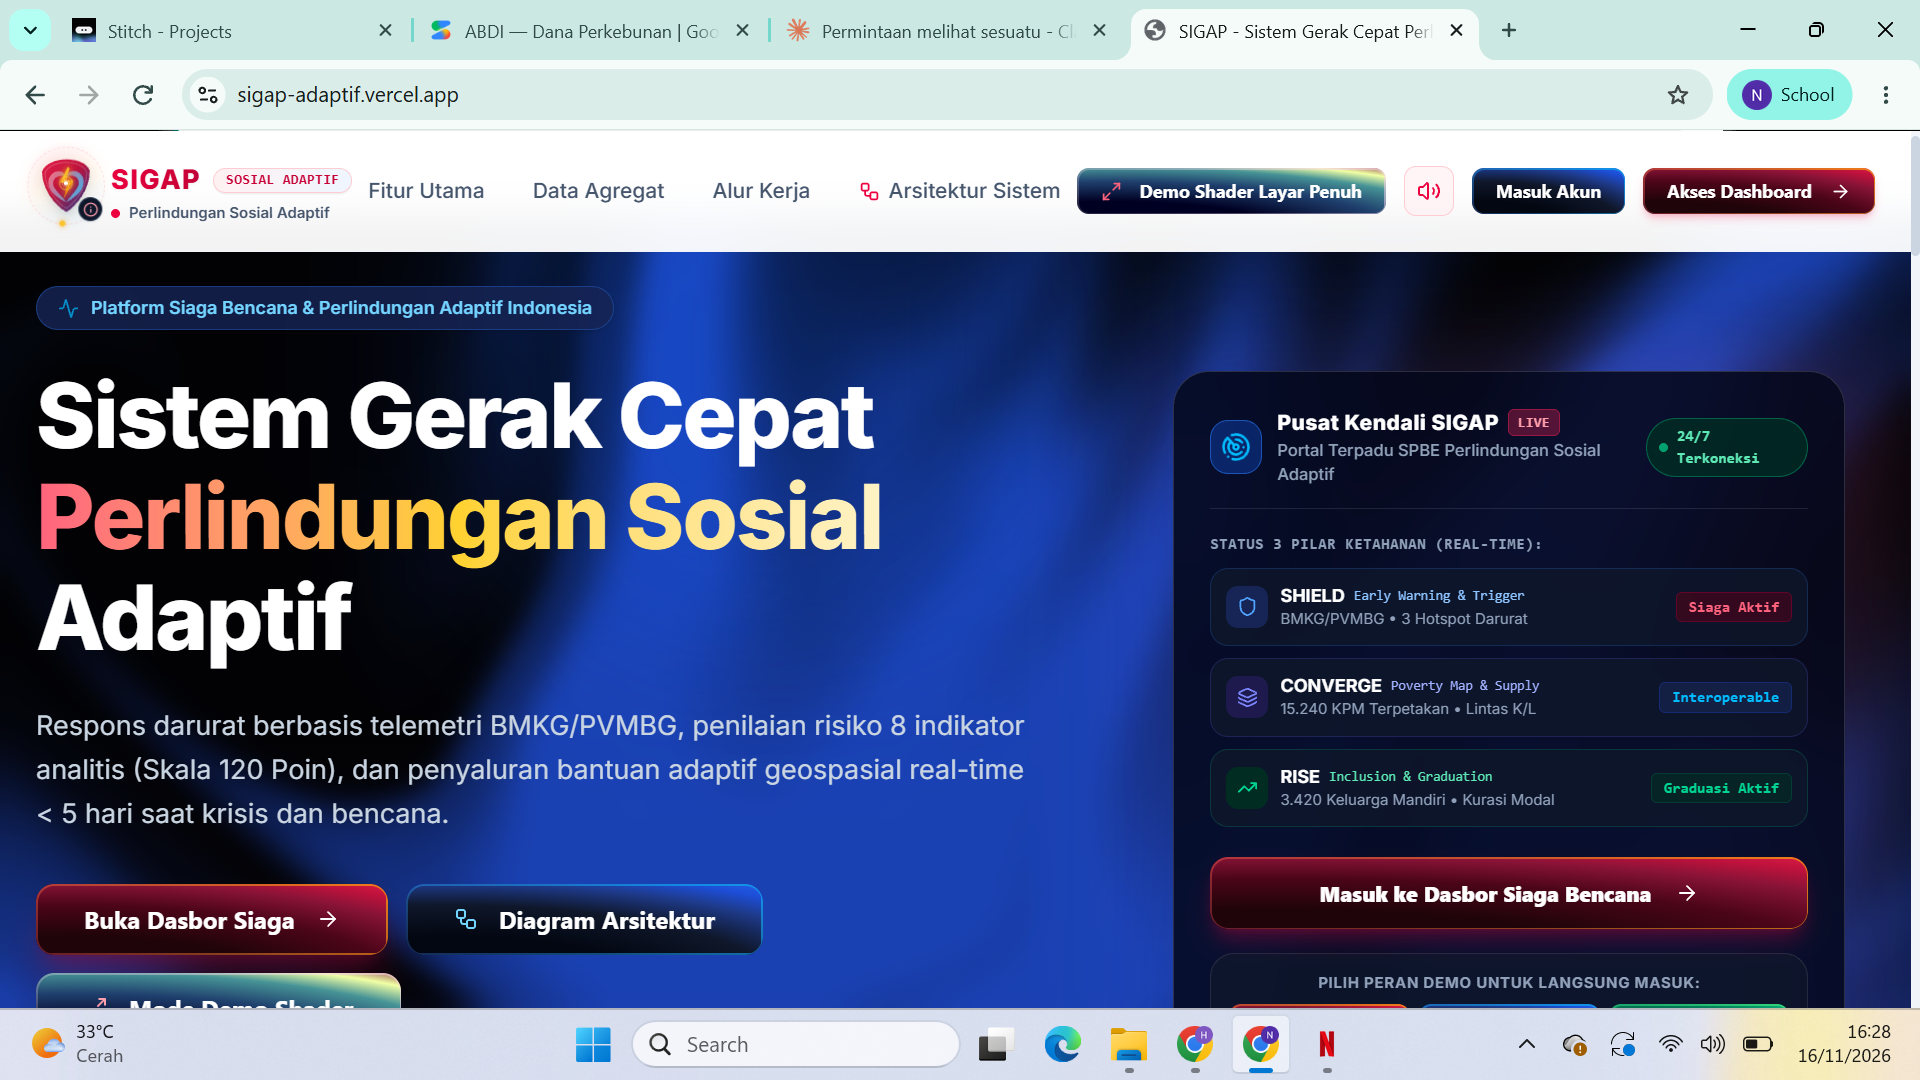 Stitch - Projects
ABDI — Dana Perkebunan | Goo
Permintaan melihat sesuatu - Cl
SIGAP - Sistem Gerak Cepat Per
sigap-adaptif.vercel.app
N School
SIGAP SOSIAL ADAPTIF
Perlindungan Sosial Adaptif
Fitur Utama
Data Agregat
Alur Kerja
Arsitektur Sistem
Demo Shader Layar Penuh
Masuk Akun
Akses Dashboard →
Platform Siaga Bencana & Perlindungan Adaptif Indonesia
Sistem Gerak Cepat
Perlindungan Sosial
Adaptif
Respons darurat berbasis telemetri BMKG/PVMBG, penilaian risiko 8 indikator
analitis (Skala 120 Poin), dan penyaluran bantuan adaptif geospasial real-time
< 5 hari saat krisis dan bencana.
Buka Dasbor Siaga →
Diagram Arsitektur
Mode Demo Shader
Pusat Kendali SIGAP LIVE
Portal Terpadu SPBE Perlindungan Sosial
Adaptif
24/7
Terkoneksi
STATUS 3 PILAR KETAHANAN (REAL-TIME):
SHIELD Early Warning & Trigger
BMKG/PVMBG • 3 Hotspot Darurat
Siaga Aktif
CONVERGE Poverty Map & Supply
15.240 KPM Terpetakan • Lintas K/L
Interoperable
RISE Inclusion & Graduation
3.420 Keluarga Mandiri • Kurasi Modal
Graduasi Aktif
Masuk ke Dasbor Siaga Bencana →
PILIH PERAN DEMO UNTUK LANGSUNG MASUK:
33°C
Cerah
Search
H
N
N
16:28
16/11/2026